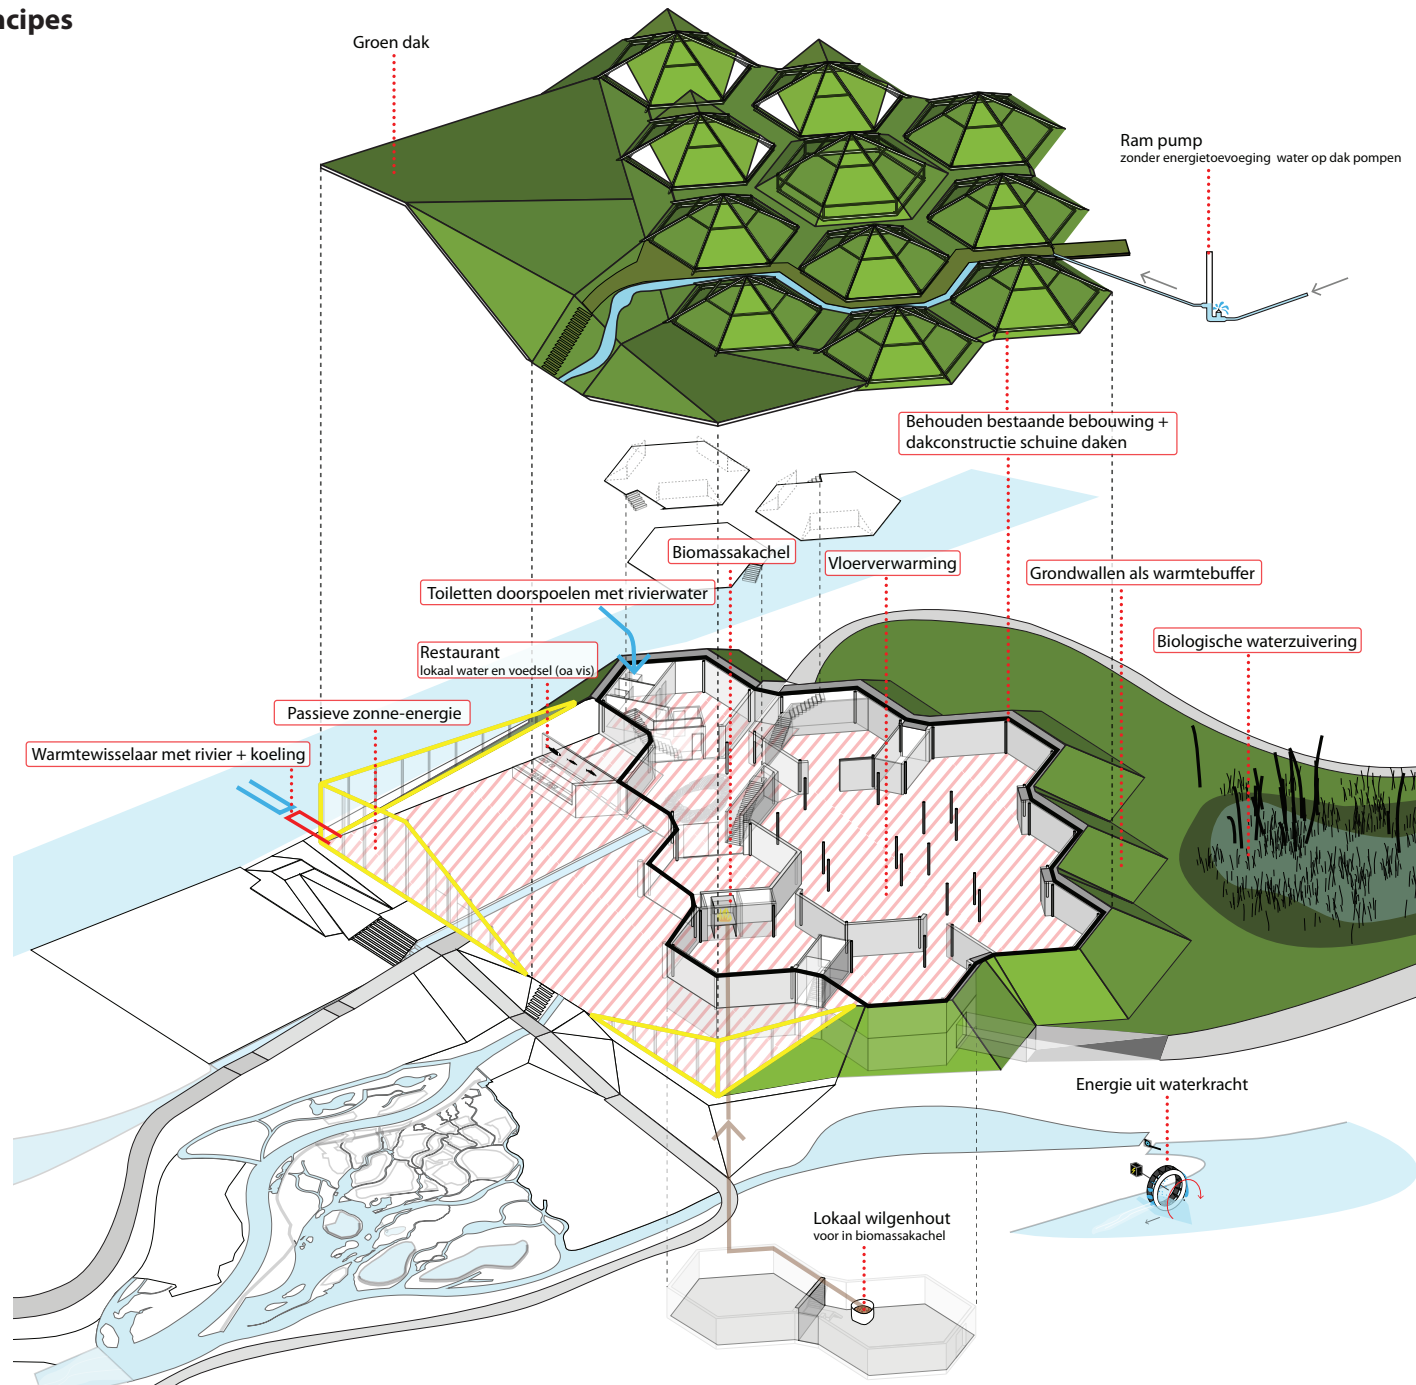 ncipes
Groen dak
Ram pump
zonder energietoevoeging water op dak pompen
Behouden bestaande bebouwing +
dakconstructie schuine daken
Biomassakachel
Vloerverwarming
Grondwallen als warmtebuffer
Toiletten doorspoelen met rivierwater
Biologische waterzuivering
Restaurant
lokaal water en voedsel (oa vis)
Passieve zonne-energie
Warmtewisselaar met rivier + koeling
Energie uit waterkracht
Lokaal wilgenhout
voor in biomassakachel